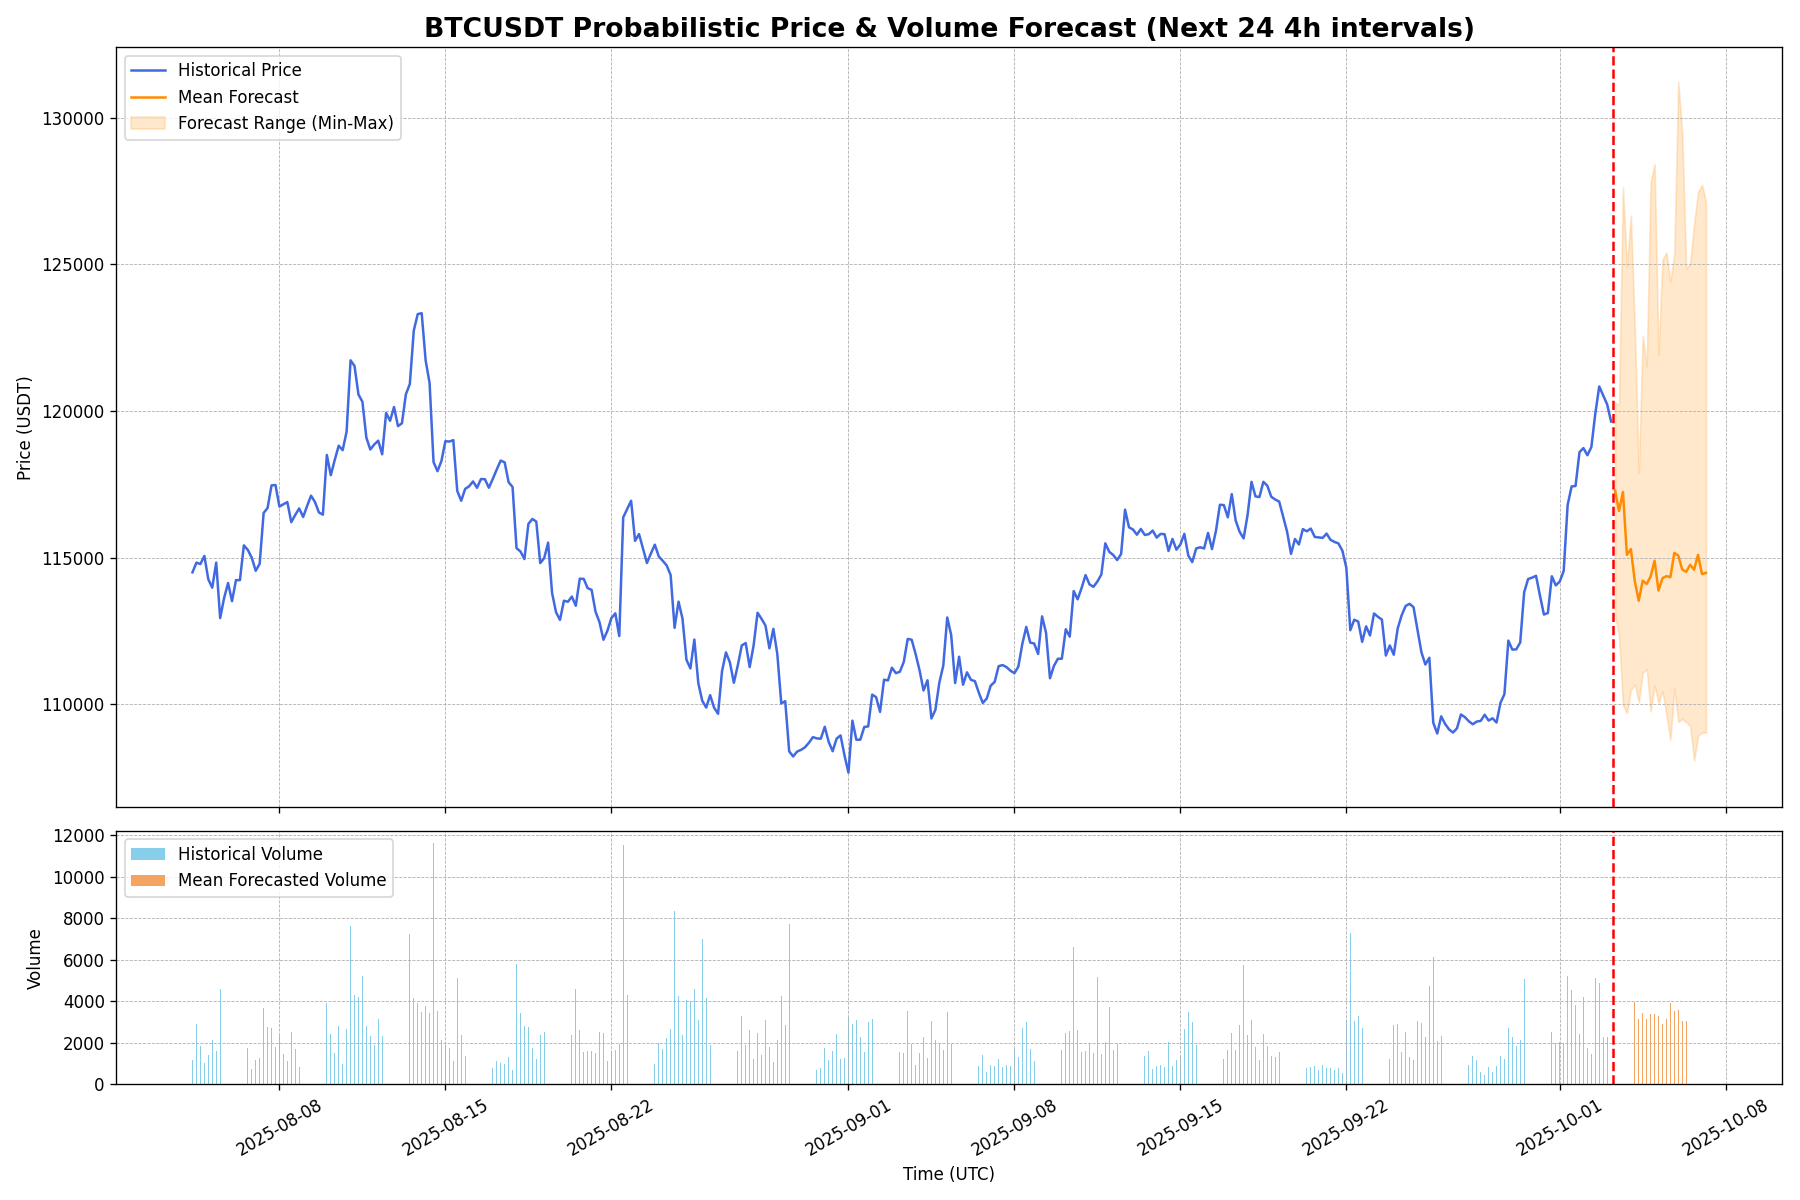 BTCUSDT Probabilistic Price & Volume Forecast (Next 24 4h intervals)
Historical Price
Mean Forecast
Forecast Range (Min-Max)
130000
125000
120000
115000
110000
Price (USDT)
Historical Volume
Mean Forecasted Volume
12000
10000
8000
6000
4000
2000
0
Volume
2025-08-08
2025-08-15
2025-08-22
2025-09-01
2025-09-08
2025-09-15
2025-09-22
2025-10-01
2025-10-08
Time (UTC)